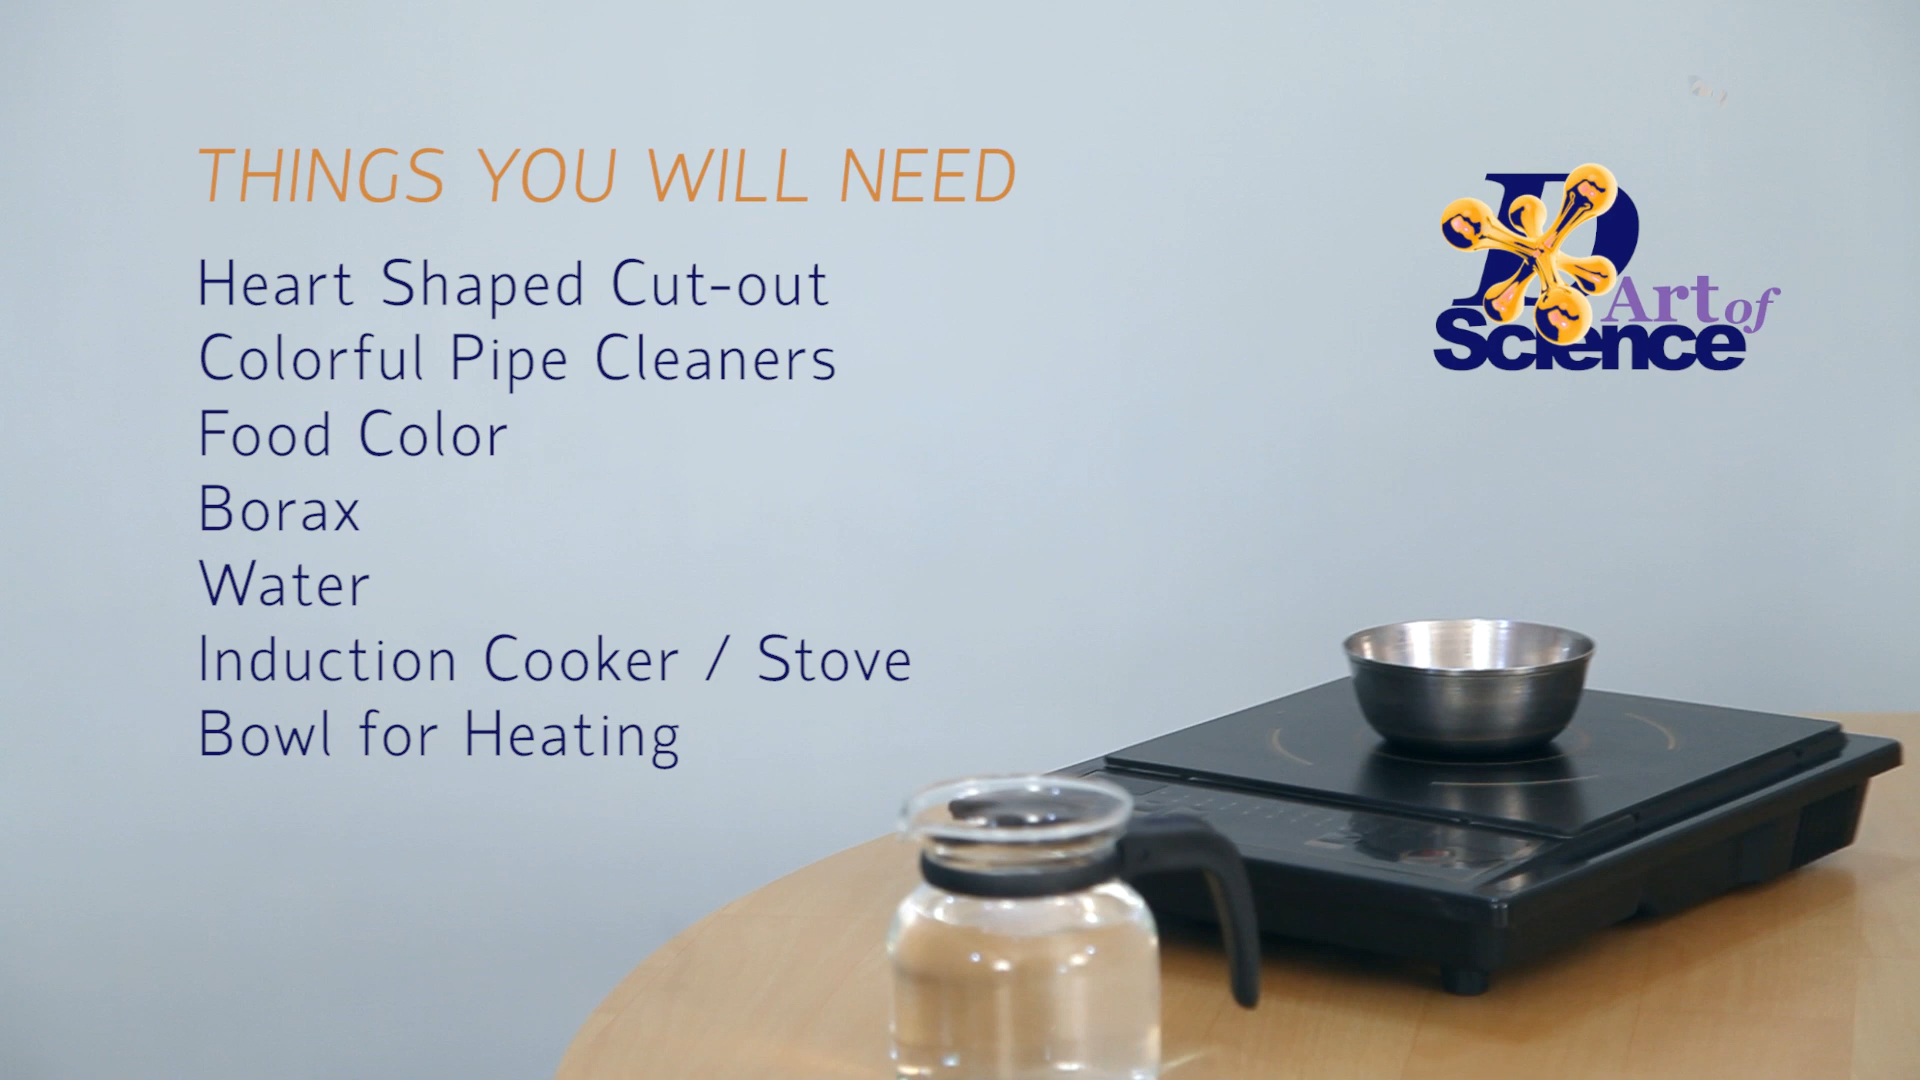 THINGS YOU WILL NEED
Heart Shaped Cut-out
Colorful Pipe Cleaners
Food Color
Borax
Water
Induction Cooker / Stove
Bowl for Heating
D
Art of
Science